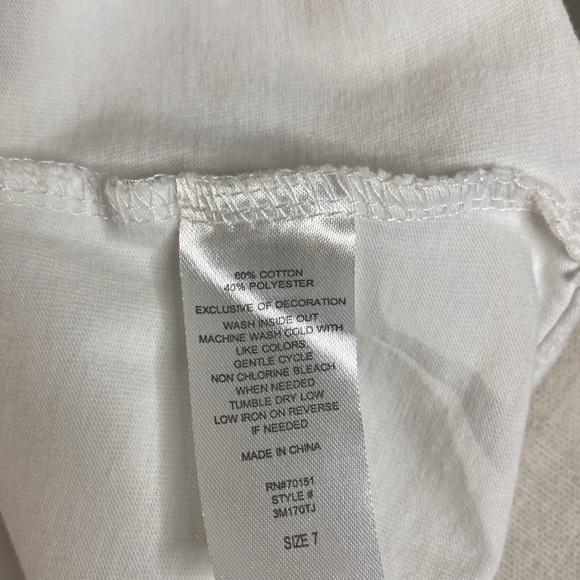 60% COTTON
40% POLYESTER
EXCLUSIVE OF DECORATION
WASH INSIDE OUT
MACHINE WASH COLD WITH
LIKE COLORS,
GENTLE CYCLE
NON CHLORINE BLEACH
WHEN NEEDED
TUMBLE DRY LOW
LOW IRON ON REVERSE
IF NEEDED
MADE IN CHINA
RN#70151
STYLE #
3M170TJ
SIZE 7